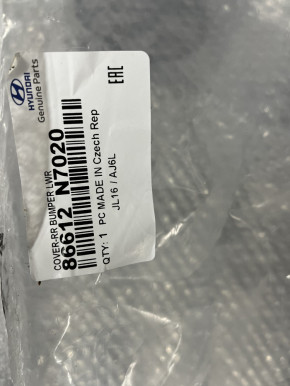 HYUNDAI
Genuine Parts
COVER-RR BUMPER LWR
86612 N7020
QTY: 1 PC MADE IN Czech Rep
JL16 / AJ6L
EAC